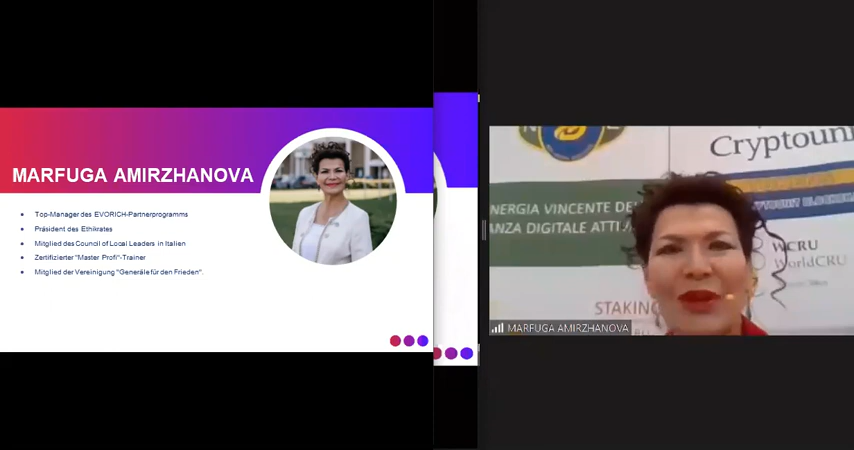 MARFUGA AMIRZHANOVA
Top-Manager des EVORICH-Partnerprogramms
Präsident des Ethikrates
Mitglied des Council of Local Leaders in Italien
Zertifizierter "Master Profi"-Trainer
Mitglied der Vereinigung "Generäle für den Frieden".
Cryptoun
NERGIA VINCENTE DE
ANZA DIGITALE ATTI
WCRU
WorldCRU
STAKING
MARFUGA AMIRZHANOVA